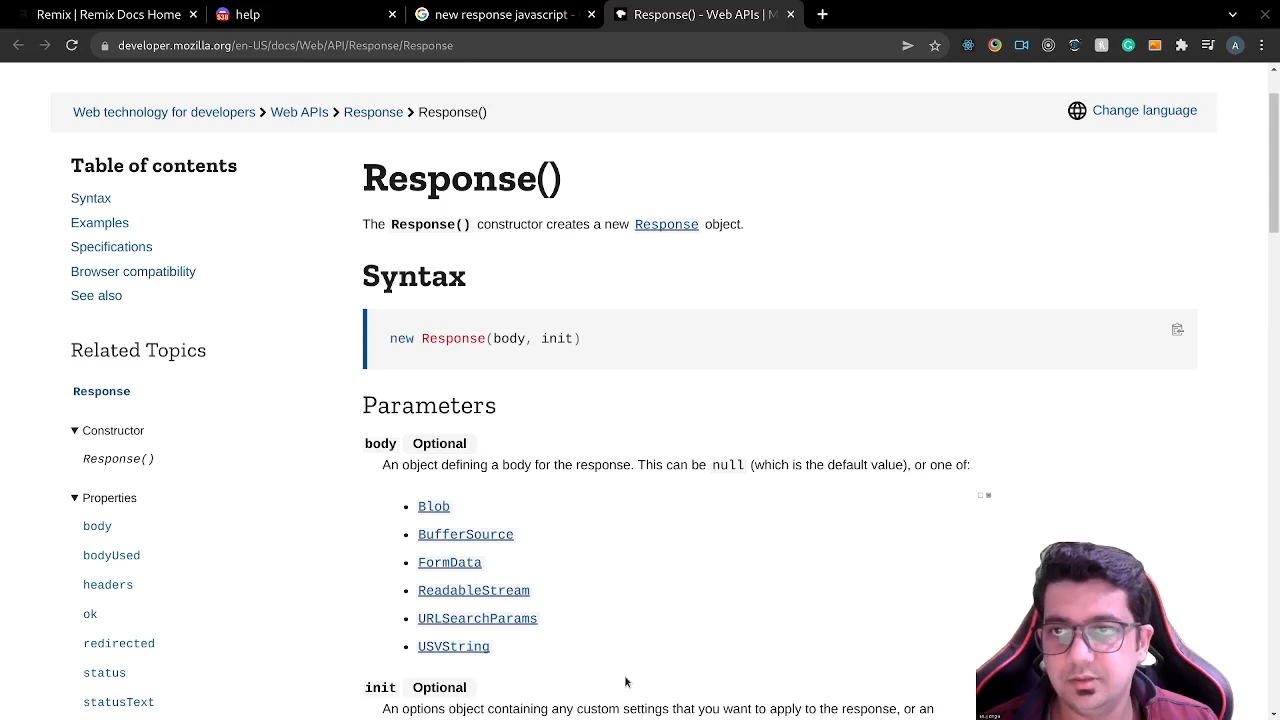 Remix | Remix Docs Home
help
new response javascript -
Response() - Web APIs | M
developer.mozilla.org/en-US/docs/Web/API/Response/Response
A
Web technology for developers
Web APIs
Response
Response()
Change language
Table of contents
Syntax
Examples
Specifications
Browser compatibility
See also
Related Topics
Response
Constructor
Response()
Properties
body
bodyUsed
headers
ok
redirected
status
statusText
Response()
The Response() constructor creates a new Response object.
Syntax
new Response(body, init)
Parameters
body Optional
An object defining a body for the response. This can be null (which is the default value), or one of:
Blob
BufferSource
FormData
ReadableStream
URLSearchParams
USVString
init Optional
An options object containing any custom settings that you want to apply to the response, or an